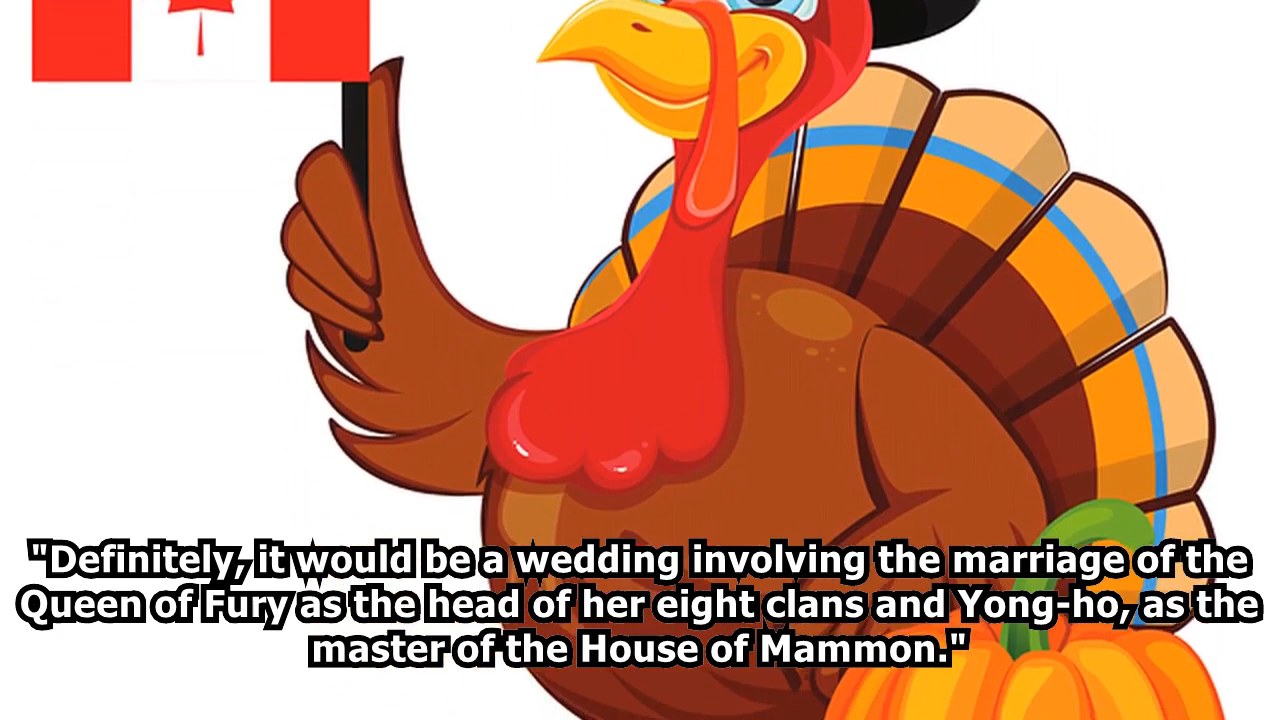 "Definitely, it would be a wedding involving the marriage of the
Queen of Fury as the head of her eight clans and Yong-ho, as the
master of the House of Mammon."